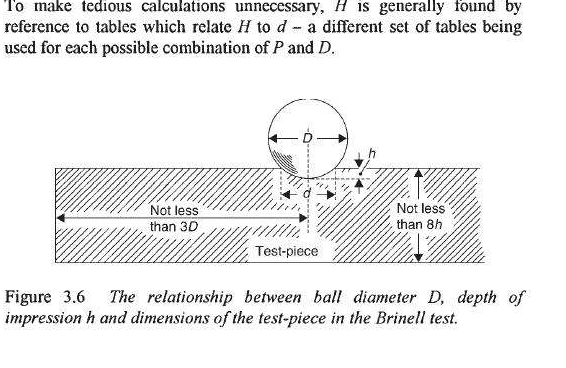 To make tedious calculations unnecessary, H is generally found by
reference to tables which relate H to d – a different set of tables being
used for each possible combination of P and D.
D
h
d
Not less
than 3D
Not less
than 8h
Test-piece
Figure 3.6 The relationship between ball diameter D, depth of
impression h and dimensions of the test-piece in the Brinell test.